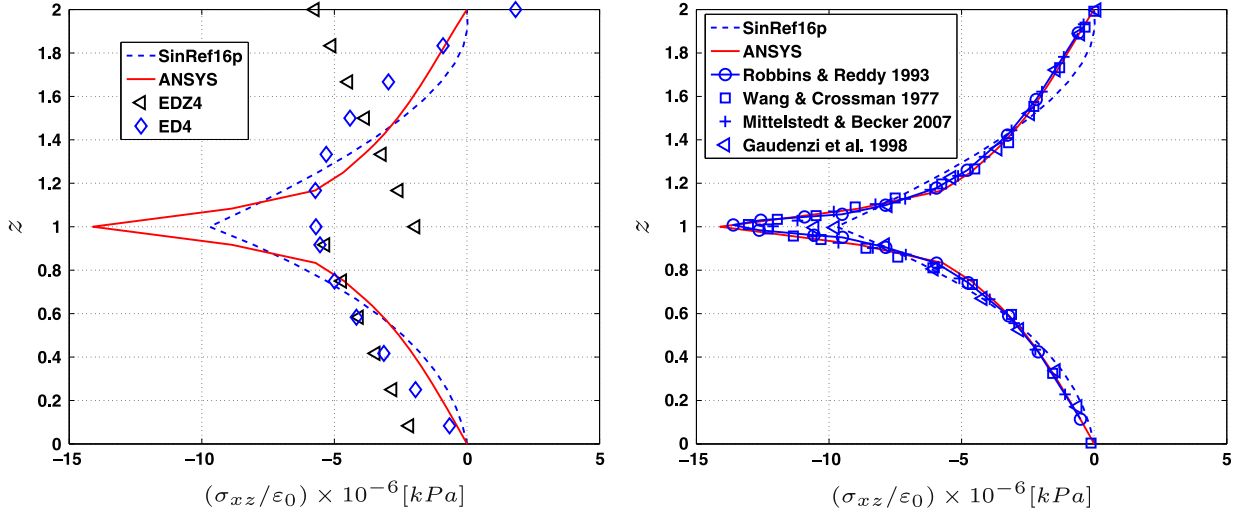 2
1.8
1.6
1.4
1.2
1
0.8
0.6
0.4
0.2
0
z
−15
−10
−5
0
5
(σxz/ε0) × 10−6[kPa]
SinRef16p
ANSYS
EDZ4
ED4
2
1.8
1.6
1.4
1.2
1
0.8
0.6
0.4
0.2
0
z
−15
−10
−5
0
5
(σxz/ε0) × 10−6[kPa]
SinRef16p
ANSYS
Robbins & Reddy 1993
Wang & Crossman 1977
Mittelstedt & Becker 2007
Gaudenzi et al. 1998